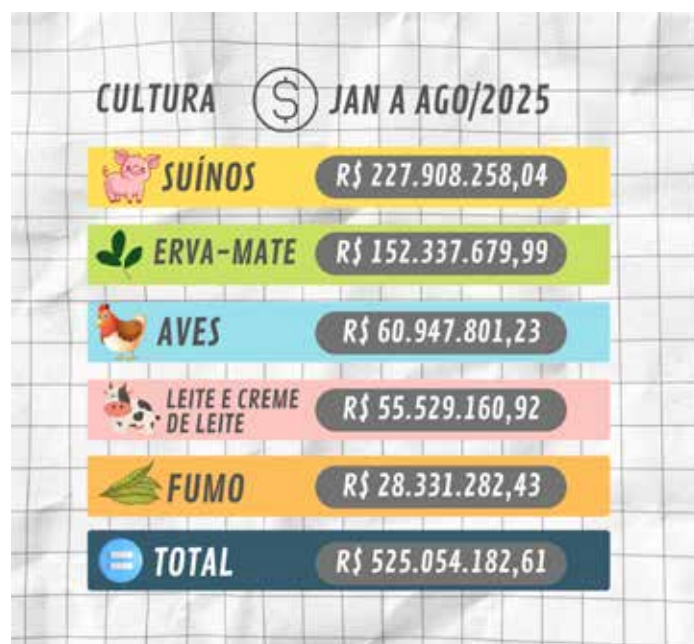 CULTURA $ JAN A AGO/2025
SUÍNOS R$ 227.908.258,04
ERVA-MATE R$ 152.337.679,99
AVES R$ 60.947.801,23
LEITE E CREME
DE LEITE R$ 55.529.160,92
FUMO R$ 28.331.282,43
TOTAL R$ 525.054.182,61